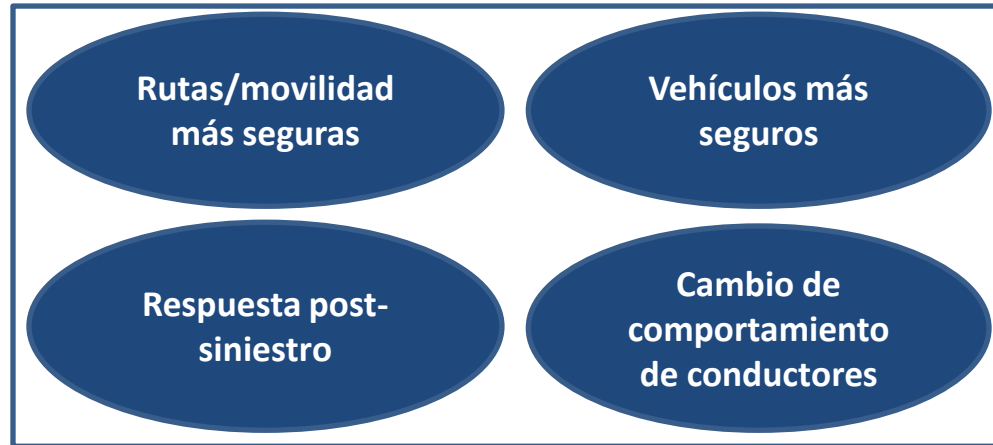 Rutas/movilidad
más seguras
Vehículos más
seguros
Respuesta post-
siniestro
Cambio de
comportamiento
de conductores